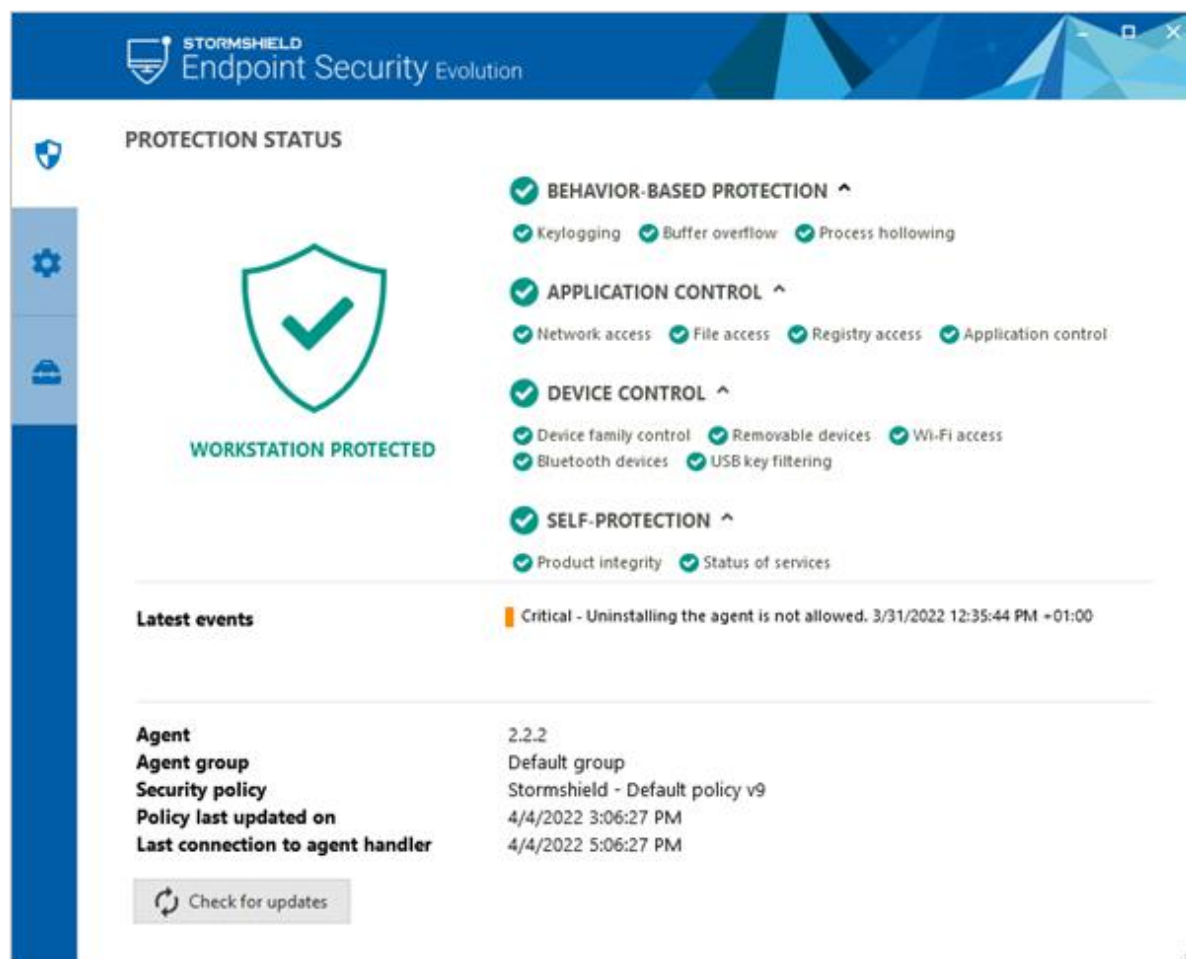 STORMSHIELD
Endpoint Security Evolution
PROTECTION STATUS
WORKSTATION PROTECTED
BEHAVIOR-BASED PROTECTION
Keylogging Buffer overflow Process hollowing
APPLICATION CONTROL
Network access File access Registry access Application control
DEVICE CONTROL
Device family control Removable devices Wi-Fi access
Bluetooth devices USB key filtering
SELF-PROTECTION
Product integrity Status of services
Latest events Critical - Uninstalling the agent is not allowed. 3/31/2022 12:35:44 PM +01:00
Agent 2.2.2
Agent group Default group
Security policy Stormshield - Default policy v9
Policy last updated on 4/4/2022 3:06:27 PM
Last connection to agent handler 4/4/2022 5:06:27 PM
Check for updates